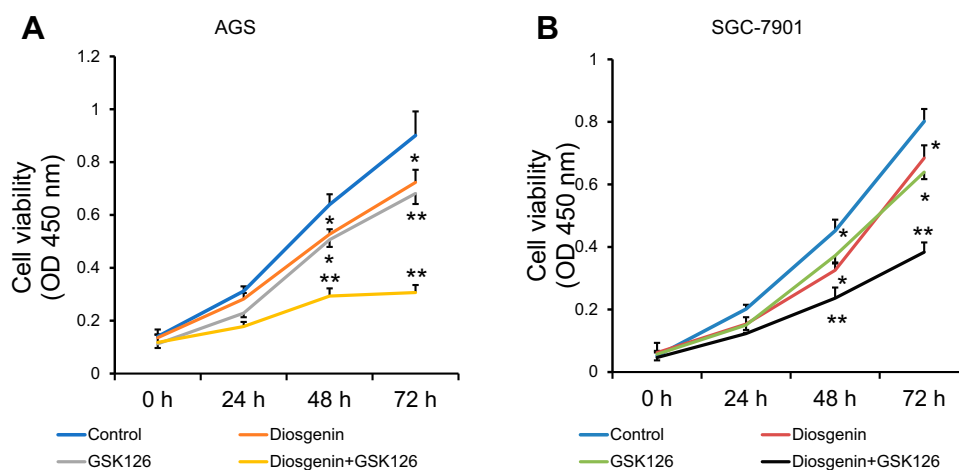 A
AGS
Cell viability
(OD 450 nm)
1.2
1
0.8
0.6
0.4
0.2
0
*
*
**
*
**
**
0 h
24 h
48 h
72 h
Control
Diosgenin
GSK126
Diosgenin+GSK126
B
SGC-7901
Cell viability
(OD 450 nm)
1
0.8
0.6
0.4
0.2
0
*
*
*
**
*
**
0 h
24 h
48 h
72 h
Control
Diosgenin
GSK126
Diosgenin+GSK126